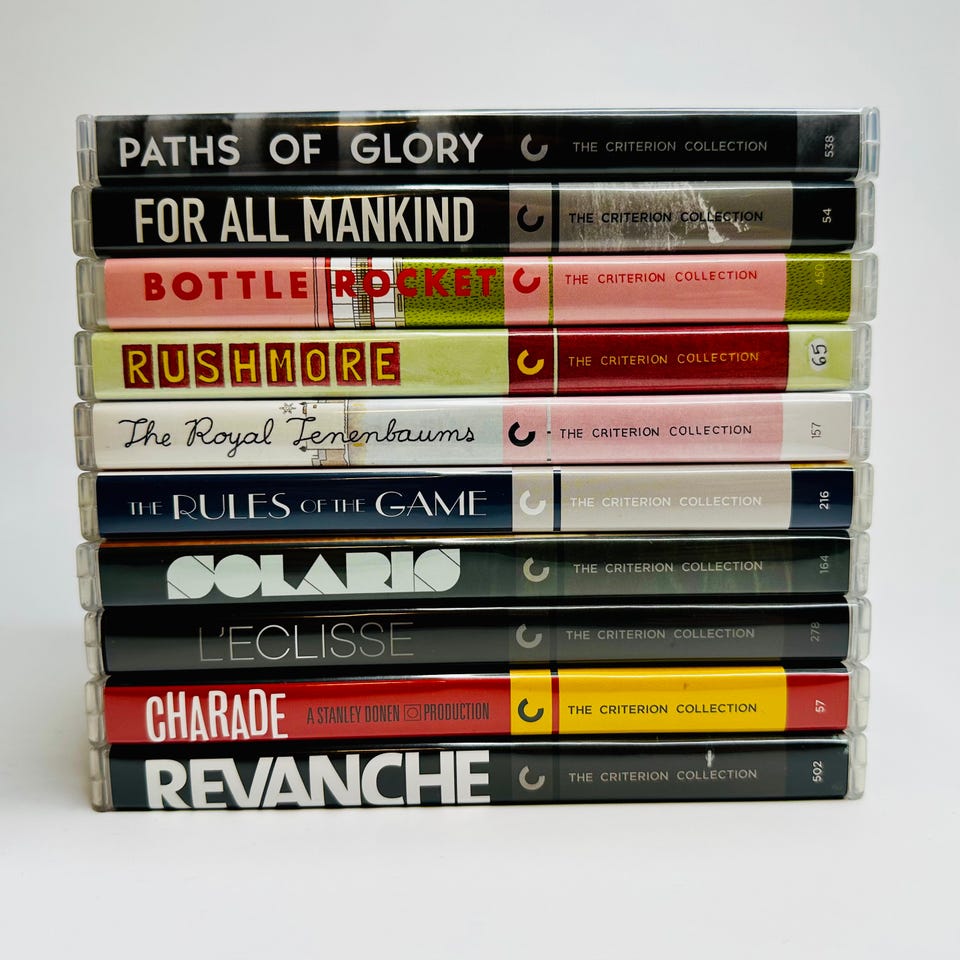 PATHS OF GLORY THE CRITERION COLLECTION 538
FOR ALL MANKIND THE CRITERION COLLECTION 54
BOTTLE ROCKET THE CRITERION COLLECTION 450
RUSHMORE THE CRITERION COLLECTION 65
The Royal Tenenbaums THE CRITERION COLLECTION 157
THE RULES OF THE GAME THE CRITERION COLLECTION 216
SOLARIS THE CRITERION COLLECTION 164
L'ECLISSE THE CRITERION COLLECTION 278
CHARADE A STANLEY DONEN PRODUCTION THE CRITERION COLLECTION 57
REVANCHE THE CRITERION COLLECTION 502